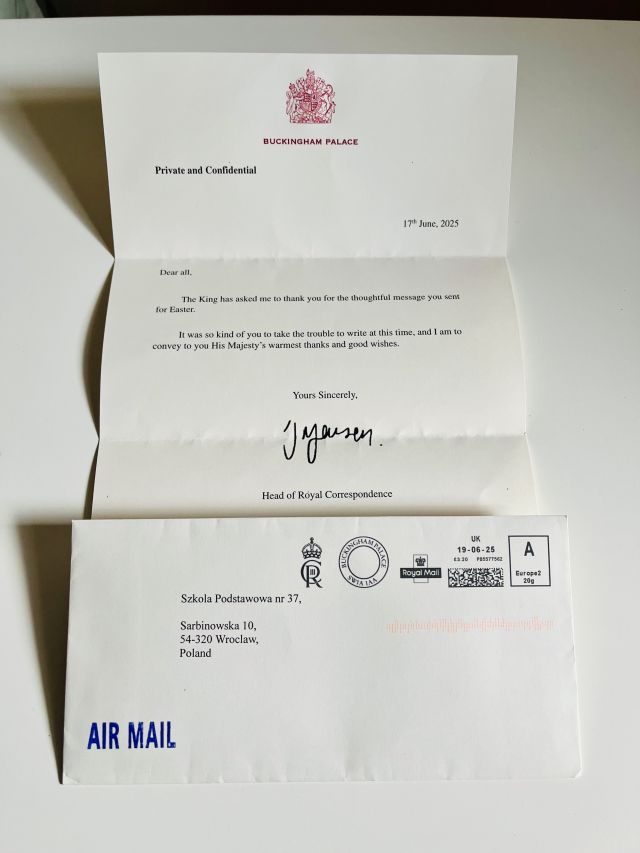 BUCKINGHAM PALACE
Private and Confidential
17th June, 2025
Dear all,
The King has asked me to thank you for the thoughtful message you sent
for Easter.
It was so kind of you to take the trouble to write at this time, and I am to
convey to you His Majesty's warmest thanks and good wishes.
Yours Sincerely,
Head of Royal Correspondence
CIIIR
BUCKINGHAM PALACE
SW1A 1AA
Royal Mail
UK
19-06-25
£3.20 PB5577562
A
Europe2
20g
Szkola Podstawowa nr 37,
Sarbinowska 10,
54-320 Wroclaw,
Poland
AIR MAIL